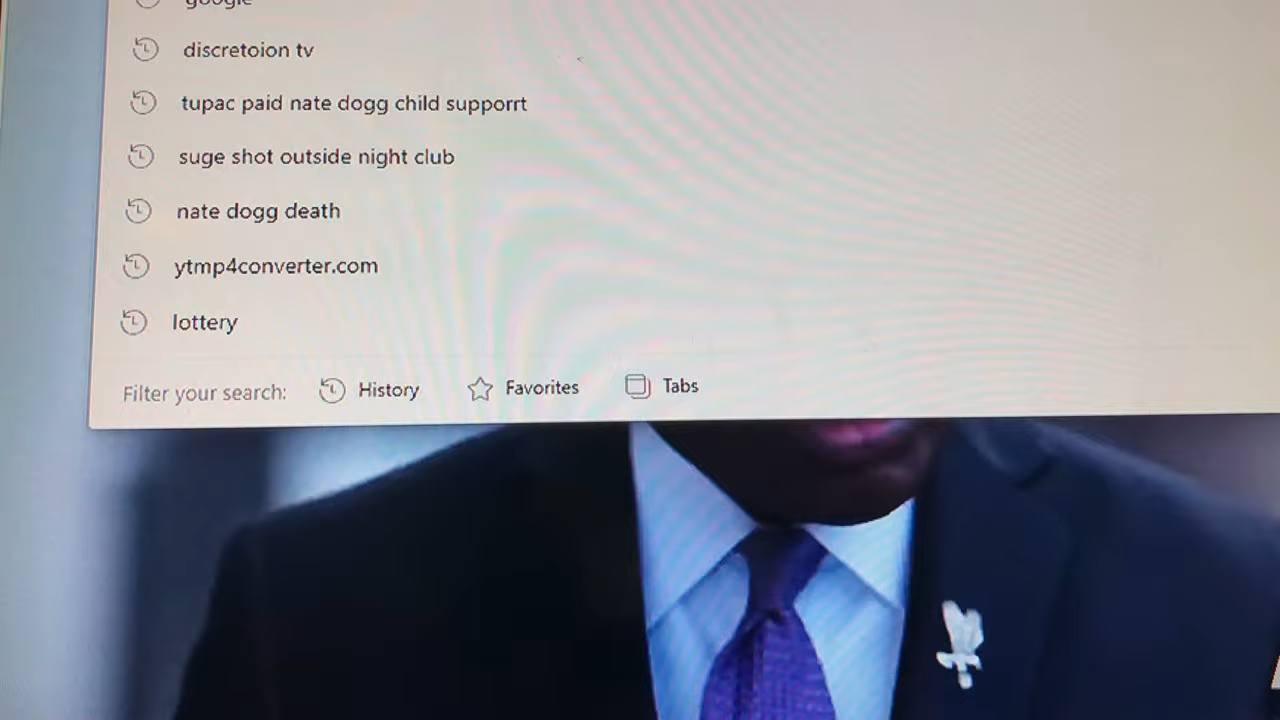 google
discretoion tv
tupac paid nate dogg child supporrt
suge shot outside night club
nate dogg death
ytmp4converter.com
lottery
Filter your search: History Favorites Tabs